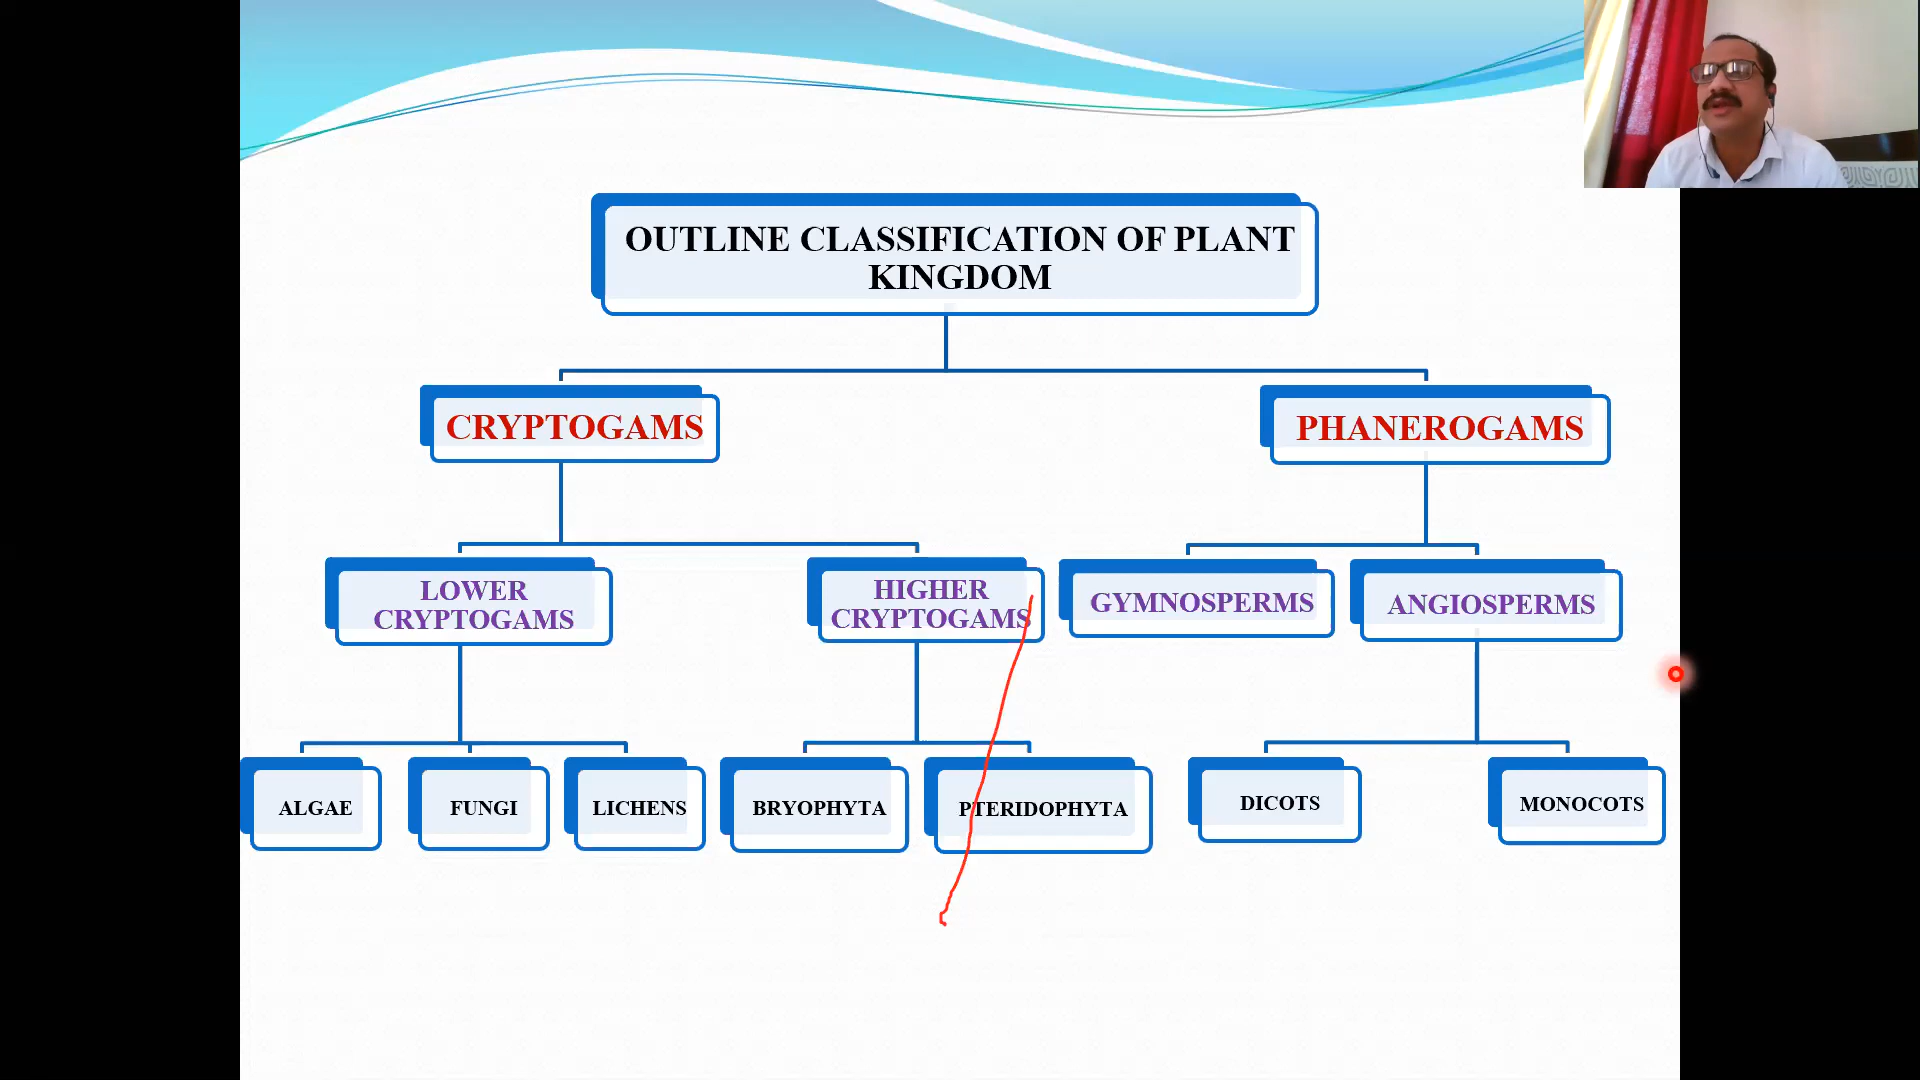 OUTLINE CLASSIFICATION OF PLANT
KINGDOM
CRYPTOGAMS
PHANEROGAMS
LOWER
CRYPTOGAMS
HIGHER
CRYPTOGAMS
GYMNOSPERMS
ANGIOSPERMS
ALGAE
FUNGI
LICHENS
BRYOPHYTA
PTERIDOPHYTA
DICOTS
MONOCOTS